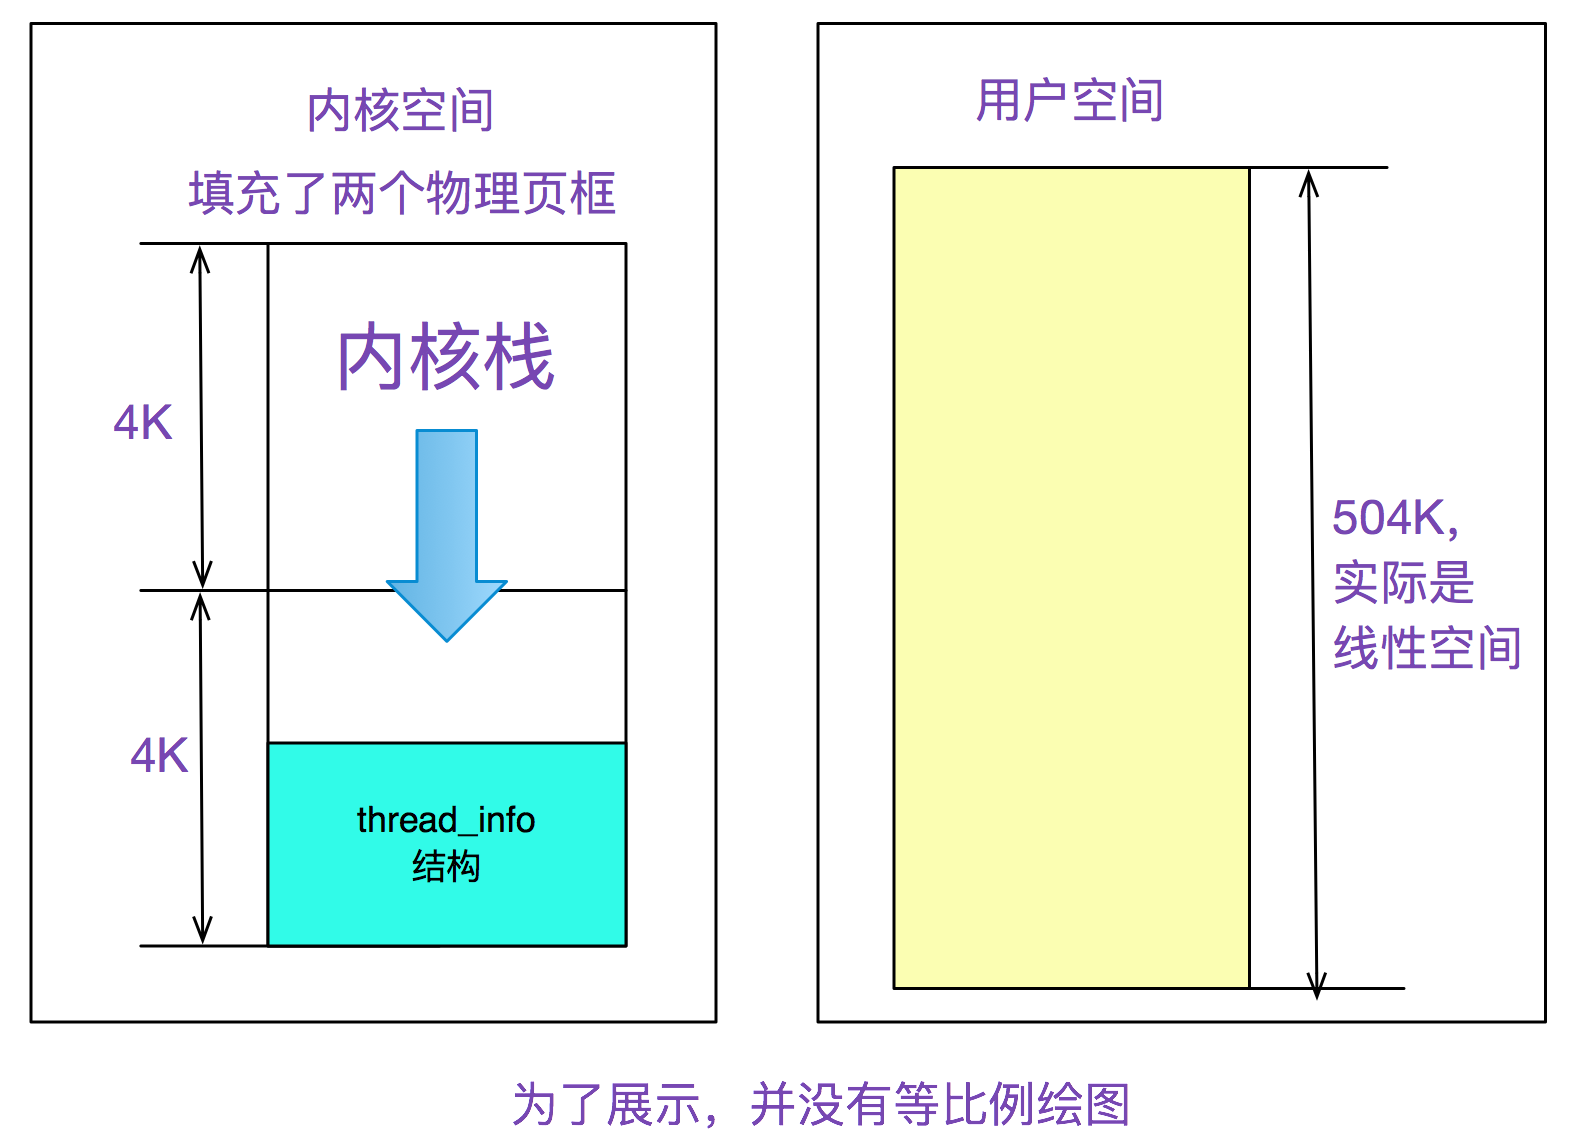 内核空间
填充了两个物理页框
内核栈
4K
4K
thread_info
结构
用户空间
504K,
实际是
线性空间
为了展示，并没有等比例绘图